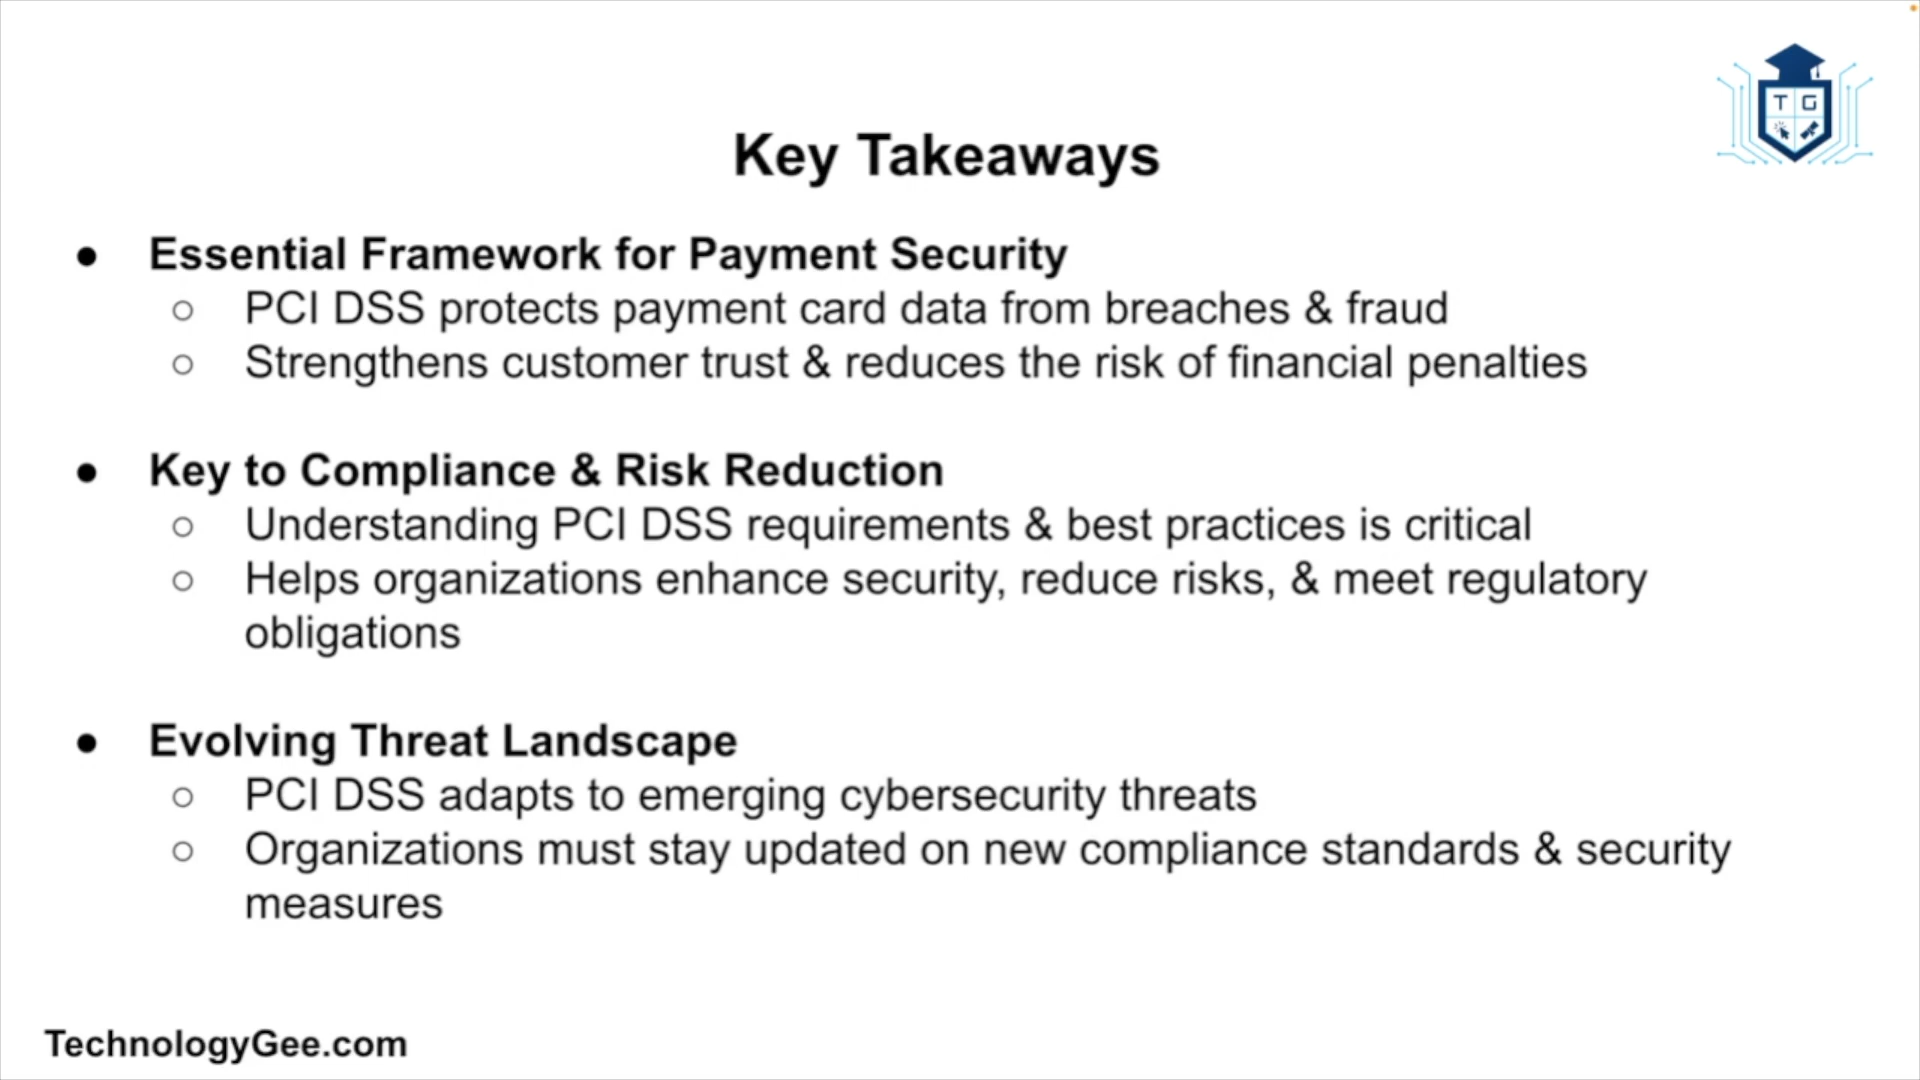 T G
Key Takeaways
● Essential Framework for Payment Security
○ PCI DSS protects payment card data from breaches & fraud
○ Strengthens customer trust & reduces the risk of financial penalties
● Key to Compliance & Risk Reduction
○ Understanding PCI DSS requirements & best practices is critical
○ Helps organizations enhance security, reduce risks, & meet regulatory
obligations
● Evolving Threat Landscape
○ PCI DSS adapts to emerging cybersecurity threats
○ Organizations must stay updated on new compliance standards & security
measures
TechnologyGee.com